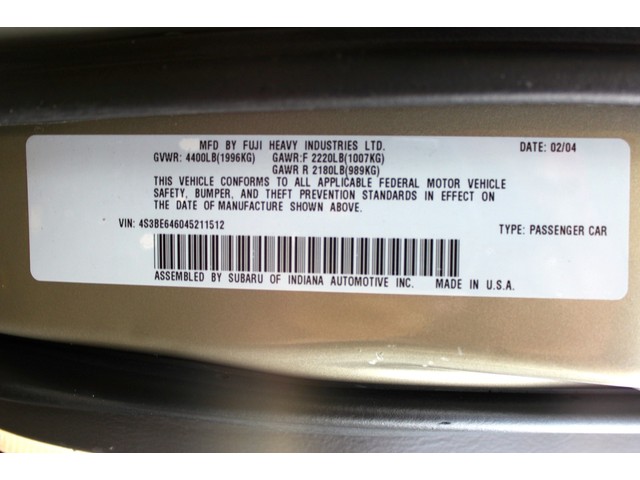 MFD BY FUJI HEAVY INDUSTRIES LTD. DATE: 02/04
GVWR: 4400LB(1996KG) GAWR:F 2220LB(1007KG)
GAWR R 2180LB(989KG)
THIS VEHICLE CONFORMS TO ALL APPLICABLE FEDERAL MOTOR VEHICLE
SAFETY, BUMPER, AND THEFT PREVENTION STANDARDS IN EFFECT ON
THE DATE OF MANUFACTURE SHOWN ABOVE.
VIN: 4S3BE646045211512 TYPE: PASSENGER CAR
ASSEMBLED BY SUBARU OF INDIANA AUTOMOTIVE INC. MADE IN U.S.A.